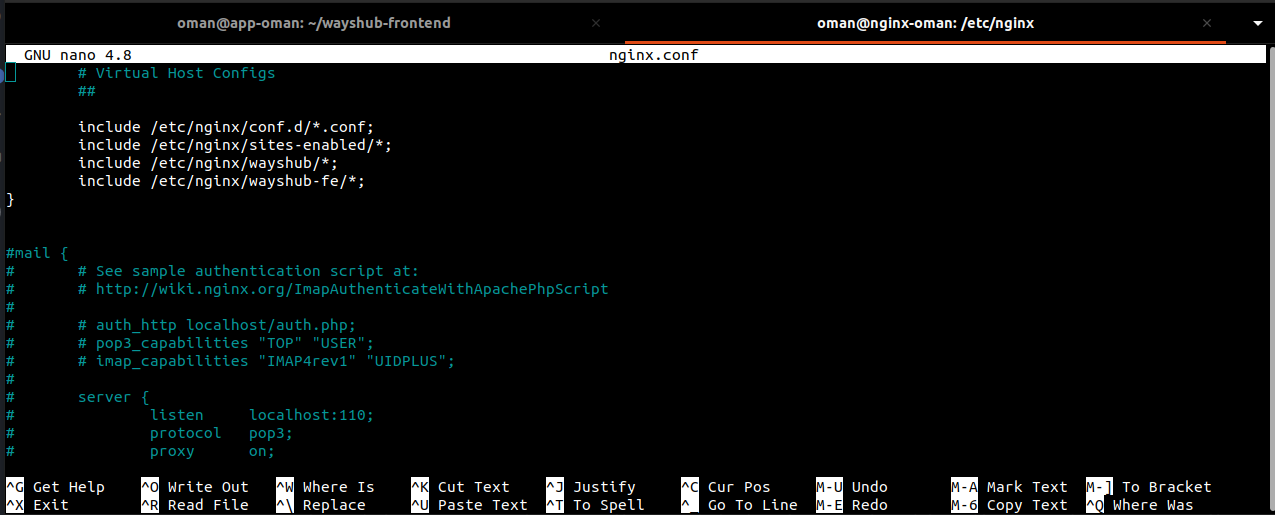 oman@app-oman: ~/wayshub-frontend × oman@nginx-oman: /etc/nginx ×
GNU nano 4.8 nginx.conf
# Virtual Host Configs
##
include /etc/nginx/conf.d/*.conf;
include /etc/nginx/sites-enabled/*;
include /etc/nginx/wayshub/*;
include /etc/nginx/wayshub-fe/*;
}
#mail {
# # See sample authentication script at:
# # http://wiki.nginx.org/ImapAuthenticateWithApachePhpScript
#
# # auth_http localhost/auth.php;
# # pop3_capabilities "TOP" "USER";
# # imap_capabilities "IMAP4rev1" "UIDPLUS";
#
# server {
# listen localhost:110;
# protocol pop3;
# proxy on;
^G Get Help ^O Write Out ^W Where Is ^K Cut Text ^J Justify ^C Cur Pos M-U Undo M-A Mark Text M-] To Bracket
^X Exit ^R Read File ^\ Replace ^U Paste Text ^T To Spell ^_ Go To Line M-E Redo M-6 Copy Text ^Q Where Was